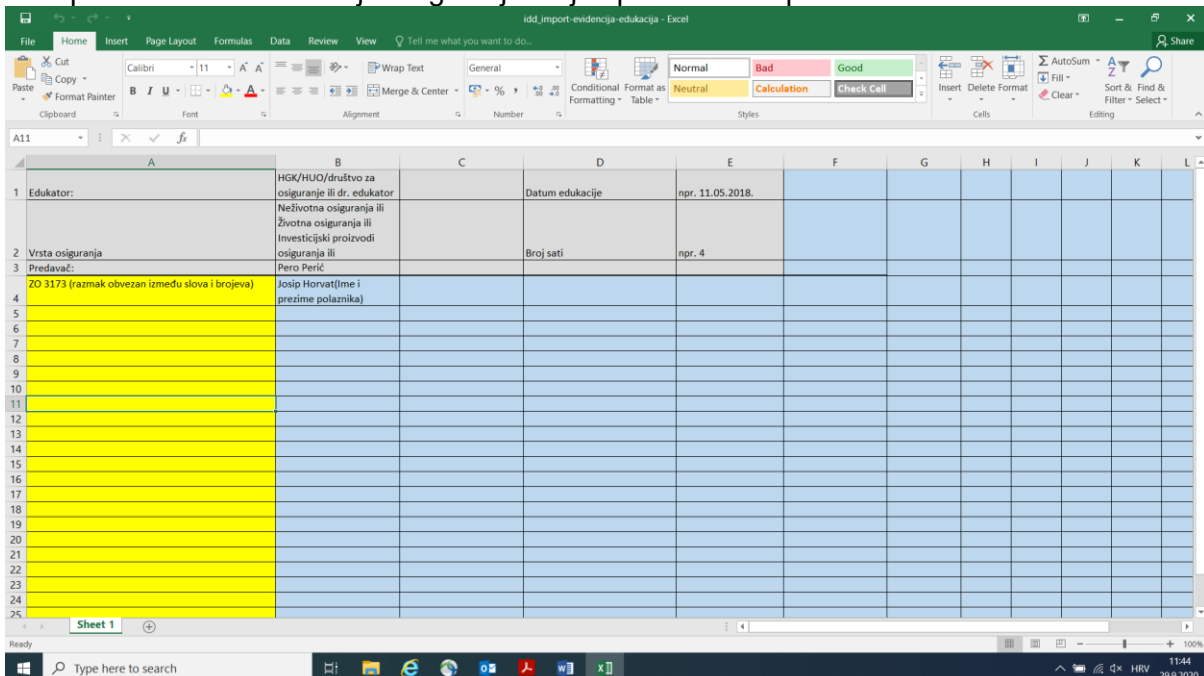 idd_import-evidencija-edukacija - Excel
File Home Insert Page Layout Formulas Data Review View Tell me what you want to do... Share
Paste
Cut
Copy
Format Painter
Clipboard
Calibri 11
B I U
Font
Wrap Text
Merge & Center
Alignment
General
Number
Conditional Formatting
Format as Table
Normal Bad Good
Neutral Calculation Check Cell
Styles
Insert Delete Format
Cells
AutoSum
Fill
Clear
Sort & Filter
Find & Select
Editing
A11 fx
A B C D E F G H I J K L
1 Edukator: HGK/HUO/društvo za osiguranje ili dr. edukator Datum edukacije npr. 11.05.2018.
2 Vrsta osiguranja Neživotna osiguranja ili Životna osiguranja ili Investicijski proizvodi osiguranja ili Broj sati npr. 4
3 Predavač: Pero Perić
4 ZO 3173 (razmak obvezan između slova i brojeva) Josip Horvat(Ime i prezime polaznika)
5
6
7
8
9
10
11
12
13
14
15
16
17
18
19
20
21
22
23
24
25
Sheet 1
Ready 100%
Type here to search HRV 11:44
29.9.2020